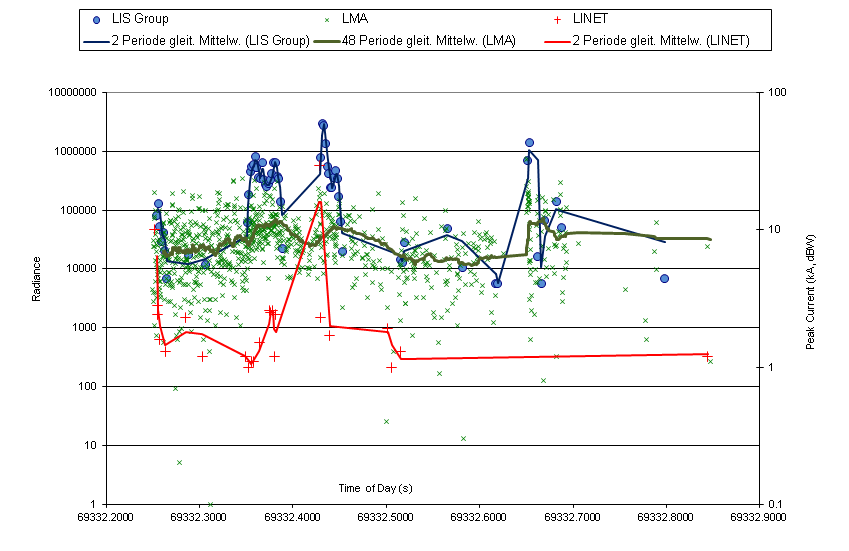 LIS Group LMA LINET
2 Periode gleit. Mittelw. (LIS Group) 48 Periode gleit. Mittelw. (LMA) 2 Periode gleit. Mittelw. (LINET)
10000000 100
1000000
100000 10
10000
1000
100 1
10
1 0.1
Radiance
Peak Current (kA, dBW)
Time of Day (s)
69332.2000 69332.3000 69332.4000 69332.5000 69332.6000 69332.7000 69332.8000 69332.9000